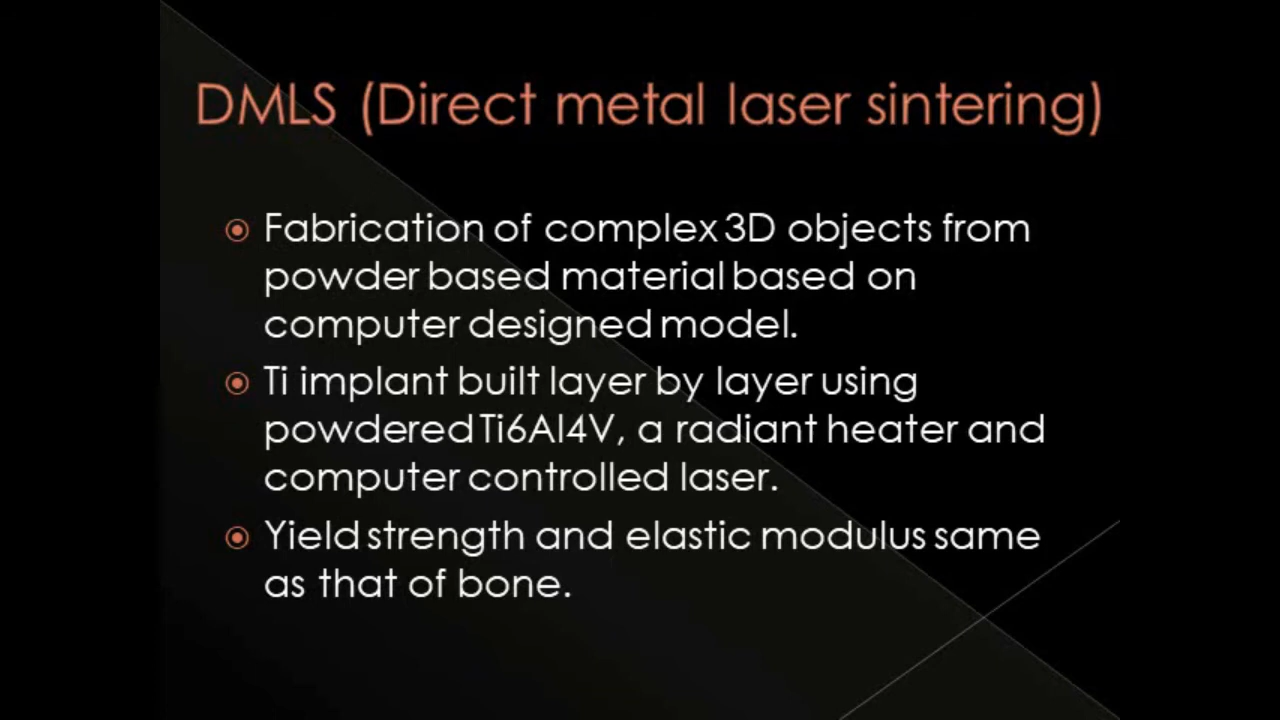 DMLS (Direct metal laser sintering)
Fabrication of complex 3D objects from
powder based material based on
computer designed model.
Ti implant built layer by layer using
powdered Ti6Al4V, a radiant heater and
computer controlled laser.
Yield strength and elastic modulus same
as that of bone.